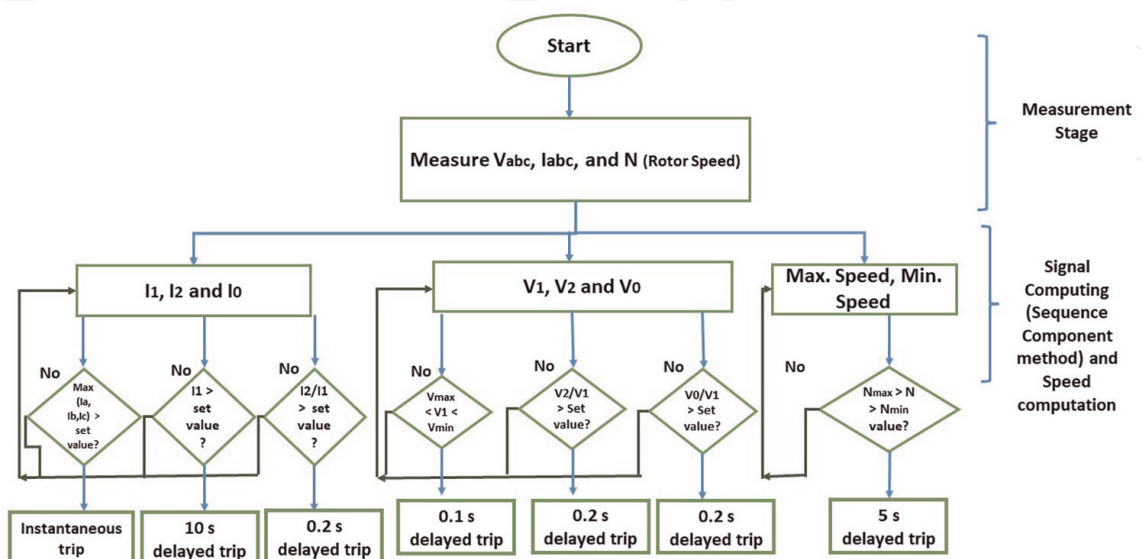 Start
Measurement
Stage
Measure Vabc, Iabc, and N (Rotor Speed)
I1, I2 and I0
V1, V2 and V0
Max. Speed, Min.
Speed
Signal
Computing
(Sequence
Component
method) and
Speed
computation
No
Max
(Ia,
Ib,Ic) >
set
value?
No
I1 >
set
value
?
No
I2/I1
> set
value
?
No
Vmax
< V1 <
Vmin
No
V2/V1
> Set
value?
No
V0/V1
> Set
value?
No
Nmax > N
> Nmin
value?
Instantaneous
trip
10 s
delayed trip
0.2 s
delayed trip
0.1 s
delayed trip
0.2 s
delayed trip
0.2 s
delayed trip
5 s
delayed trip